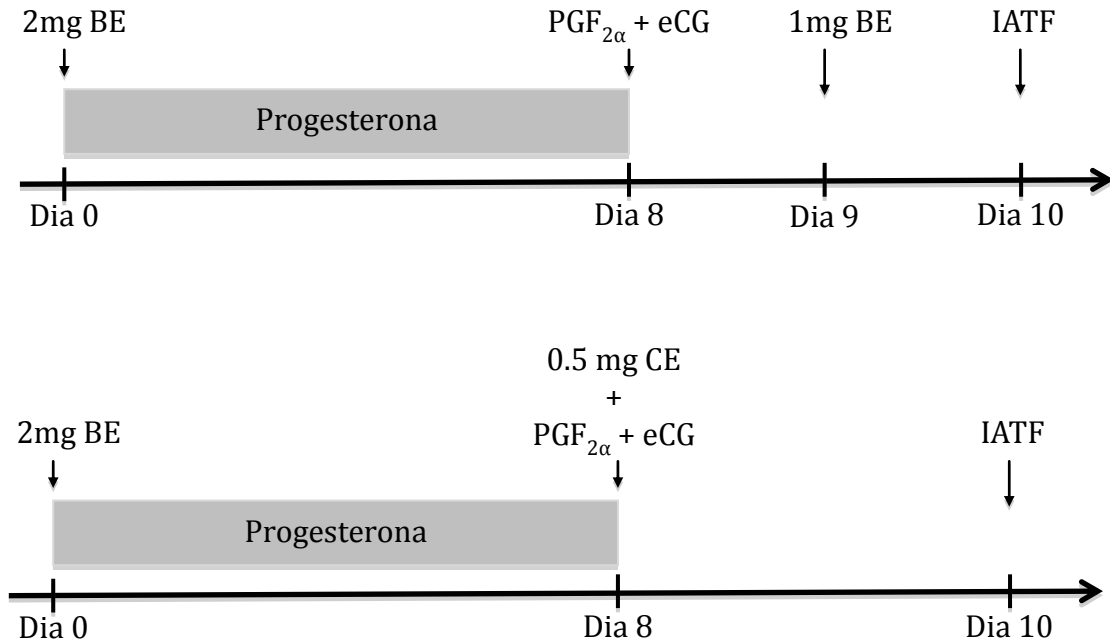 2mg BE
PGF2α + eCG
1mg BE
IATF
Progesterona
Dia 0
Dia 8
Dia 9
Dia 10
0.5 mg CE
+
2mg BE
PGF2α + eCG
IATF
Progesterona
Dia 0
Dia 8
Dia 10